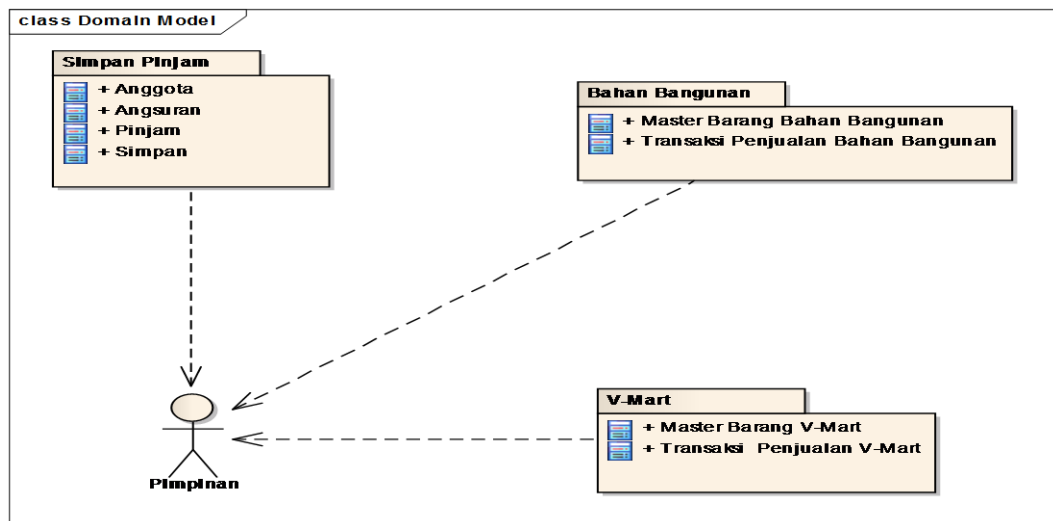 class Domain Model
Simpan Pinjam
+ Anggota
+ Angsuran
+ Pinjam
+ Simpan
Bahan Bangunan
+ Master Barang Bahan Bangunan
+ Transaksi Penjualan Bahan Bangunan
V-Mart
+ Master Barang V-Mart
+ Transaksi Penjualan V-Mart
Pimpinan